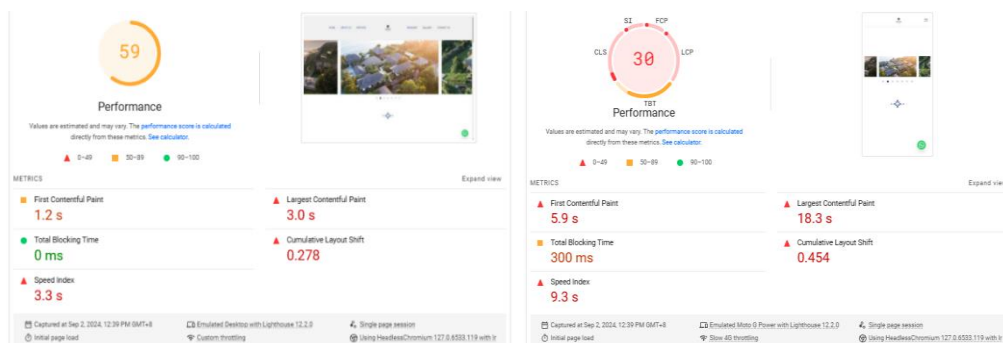 59
Performance
Values are estimated and may vary. The performance score is calculated
directly from these metrics. See calculator.
0–49 50–89 90–100
METRICS Expand view
First Contentful Paint
1.2 s
Largest Contentful Paint
3.0 s
Total Blocking Time
0 ms
Cumulative Layout Shift
0.278
Speed Index
3.3 s
Captured at Sep 2, 2024, 12:39 PM GMT+8
Emulated Desktop with Lighthouse 12.2.0
Single page session
Initial page load
Custom throttling
Using HeadlessChromium 127.0.6533.119 with lr
SI FCP
CLS LCP
30
TBT
Performance
Values are estimated and may vary. The performance score is calculated
directly from these metrics. See calculator.
0–49 50–89 90–100
METRICS Expand vie
First Contentful Paint
5.9 s
Largest Contentful Paint
18.3 s
Total Blocking Time
300 ms
Cumulative Layout Shift
0.454
Speed Index
9.3 s
Captured at Sep 2, 2024, 12:39 PM GMT+8
Emulated Moto G Power with Lighthouse 12.2.0
Single page session
Initial page load
Slow 4G throttling
Using HeadlessChromium 127.0.6533.119 with lr